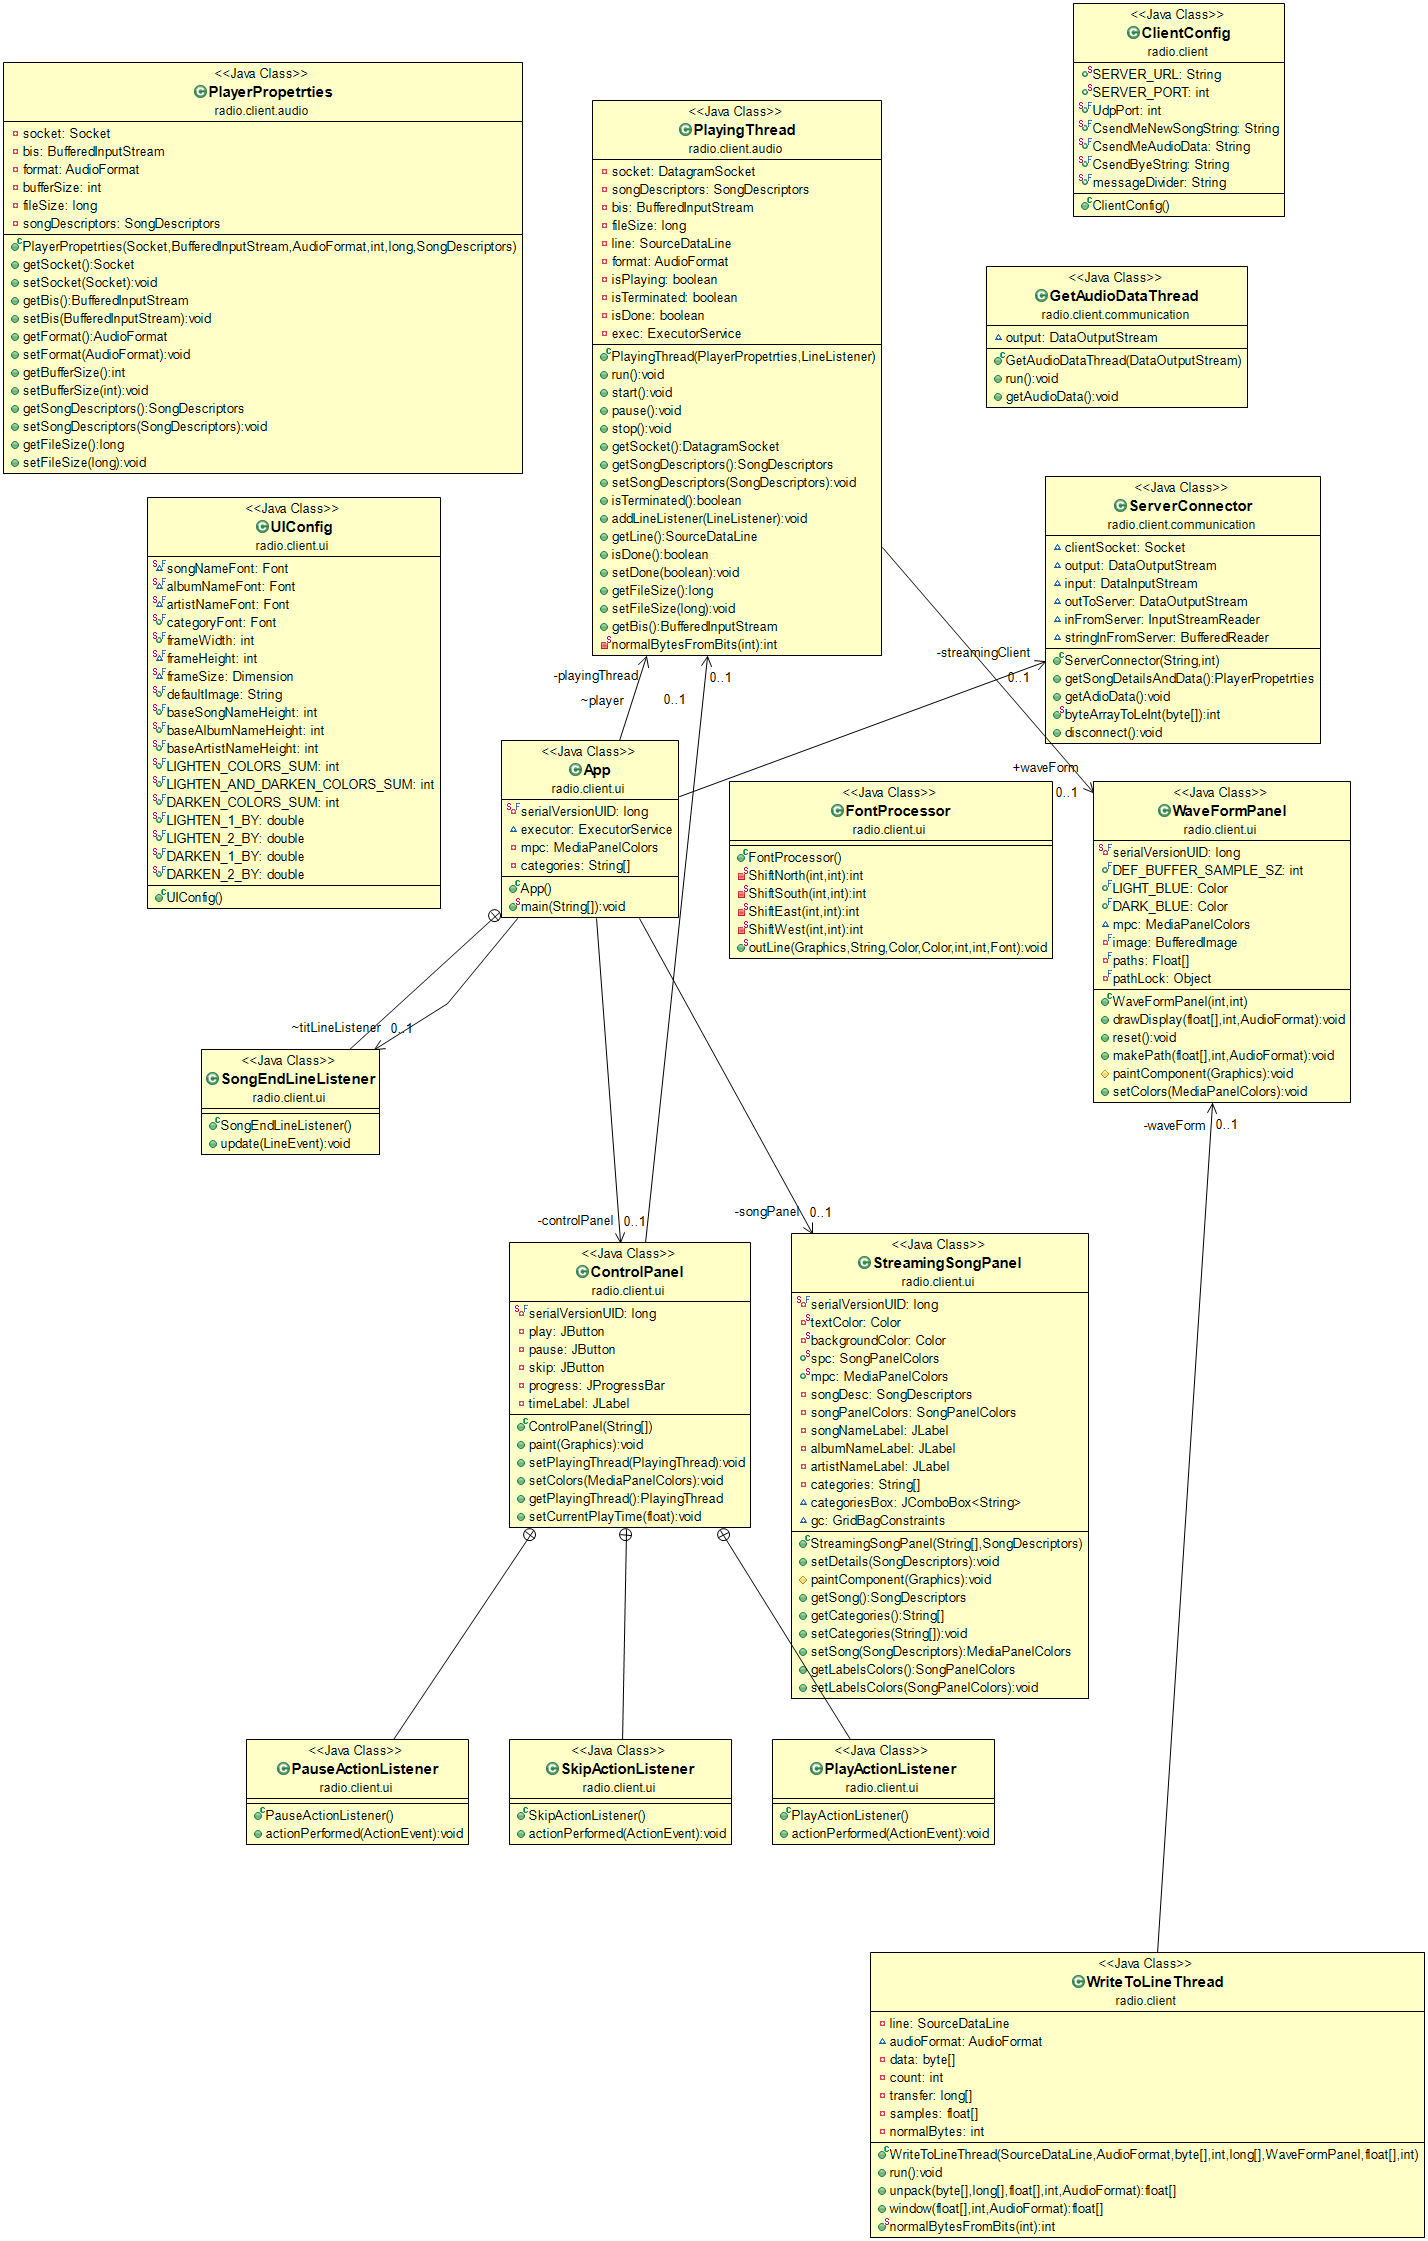 <<Java Class>>
ClientConfig
radio.client
SERVER_URL: String
SERVER_PORT: int
UdpPort: int
CsendMeNewSongString: String
CsendMeAudioData: String
CsendByeString: String
messageDivider: String
ClientConfig()
<<Java Class>>
PlayerPropetrties
radio.client.audio
socket: Socket
bis: BufferedInputStream
format: AudioFormat
bufferSize: int
fileSize: long
songDescriptors: SongDescriptors
PlayerPropetrties(Socket,BufferedInputStream,AudioFormat,int,long,SongDescriptors)
getSocket():Socket
setSocket(Socket):void
getBis():BufferedInputStream
setBis(BufferedInputStream):void
getFormat():AudioFormat
setFormat(AudioFormat):void
getBufferSize():int
setBufferSize(int):void
getSongDescriptors():SongDescriptors
setSongDescriptors(SongDescriptors):void
getFileSize():long
setFileSize(long):void
<<Java Class>>
PlayingThread
radio.client.audio
socket: DatagramSocket
songDescriptors: SongDescriptors
bis: BufferedInputStream
fileSize: long
line: SourceDataLine
format: AudioFormat
isPlaying: boolean
isTerminated: boolean
isDone: boolean
exec: ExecutorService
PlayingThread(PlayerPropetrties,LineListener)
run():void
start():void
pause():void
stop():void
getSocket():DatagramSocket
getSongDescriptors():SongDescriptors
setSongDescriptors(SongDescriptors):void
isTerminated():boolean
addLineListener(LineListener):void
getLine():SourceDataLine
isDone():boolean
setDone(boolean):void
getFileSize():long
setFileSize(long):void
getBis():BufferedInputStream
normalBytesFromBits(int):int
<<Java Class>>
GetAudioDataThread
radio.client.communication
output: DataOutputStream
GetAudioDataThread(DataOutputStream)
run():void
getAudioData():void
<<Java Class>>
ServerConnector
radio.client.communication
clientSocket: Socket
output: DataOutputStream
input: DataInputStream
outToServer: DataOutputStream
inFromServer: InputStreamReader
stringInFromServer: BufferedReader
ServerConnector(String,int)
getSongDetailsAndData():PlayerPropetrties
getAdioData():void
byteArrayToLeInt(byte[]):int
disconnect():void
<<Java Class>>
UIConfig
radio.client.ui
songNameFont: Font
albumNameFont: Font
artistNameFont: Font
categoryFont: Font
frameWidth: int
frameHeight: int
frameSize: Dimension
defaultImage: String
baseSongNameHeight: int
baseAlbumNameHeight: int
baseArtistNameHeight: int
LIGHTEN_COLORS_SUM: int
LIGHTEN_AND_DARKEN_COLORS_SUM: int
DARKEN_COLORS_SUM: int
LIGHTEN_1_BY: double
LIGHTEN_2_BY: double
DARKEN_1_BY: double
DARKEN_2_BY: double
UIConfig()
-streamingClient
0..1
-playingThread
0..1
~player
0..1
+waveForm
0..1
<<Java Class>>
App
radio.client.ui
serialVersionUID: long
executor: ExecutorService
mpc: MediaPanelColors
categories: String[]
App()
main(String[]):void
<<Java Class>>
FontProcessor
radio.client.ui
FontProcessor()
ShiftNorth(int,int):int
ShiftSouth(int,int):int
ShiftEast(int,int):int
ShiftWest(int,int):int
outLine(Graphics,String,Color,Color,int,int,Font):void
<<Java Class>>
WaveFormPanel
radio.client.ui
serialVersionUID: long
DEF_BUFFER_SAMPLE_SZ: int
LIGHT_BLUE: Color
DARK_BLUE: Color
mpc: MediaPanelColors
image: BufferedImage
paths: Float[]
pathLock: Object
WaveFormPanel(int,int)
drawDisplay(float[],int,AudioFormat):void
reset():void
makePath(float[],int,AudioFormat):void
paintComponent(Graphics):void
setColors(MediaPanelColors):void
~titLineListener 0..1
<<Java Class>>
SongEndLineListener
radio.client.ui
SongEndLineListener()
update(LineEvent):void
-waveForm 0..1
-controlPanel 0..1
-songPanel 0..1
<<Java Class>>
ControlPanel
radio.client.ui
serialVersionUID: long
play: JButton
pause: JButton
skip: JButton
progress: JProgressBar
timeLabel: JLabel
ControlPanel(String[])
paint(Graphics):void
setPlayingThread(PlayingThread):void
setColors(MediaPanelColors):void
getPlayingThread():PlayingThread
setCurrentPlayTime(float):void
<<Java Class>>
StreamingSongPanel
radio.client.ui
serialVersionUID: long
textColor: Color
backgroundColor: Color
spc: SongPanelColors
mpc: MediaPanelColors
songDesc: SongDescriptors
songPanelColors: SongPanelColors
songNameLabel: JLabel
albumNameLabel: JLabel
artistNameLabel: JLabel
categories: String[]
categoriesBox: JComboBox<String>
gc: GridBagConstraints
StreamingSongPanel(String[],SongDescriptors)
setDetails(SongDescriptors):void
paintComponent(Graphics):void
getSong():SongDescriptors
getCategories():String[]
setCategories(String[]):void
setSong(SongDescriptors):MediaPanelColors
getLabelsColors():SongPanelColors
setLabelsColors(SongPanelColors):void
<<Java Class>>
PauseActionListener
radio.client.ui
PauseActionListener()
actionPerformed(ActionEvent):void
<<Java Class>>
SkipActionListener
radio.client.ui
SkipActionListener()
actionPerformed(ActionEvent):void
<<Java Class>>
PlayActionListener
radio.client.ui
PlayActionListener()
actionPerformed(ActionEvent):void
<<Java Class>>
WriteToLineThread
radio.client
line: SourceDataLine
audioFormat: AudioFormat
data: byte[]
count: int
transfer: long[]
samples: float[]
normalBytes: int
WriteToLineThread(SourceDataLine,AudioFormat,byte[],int,long[],WaveFormPanel,float[],int)
run():void
unpack(byte[],long[],float[],int,AudioFormat):float[]
window(float[],int,AudioFormat):float[]
normalBytesFromBits(int):int